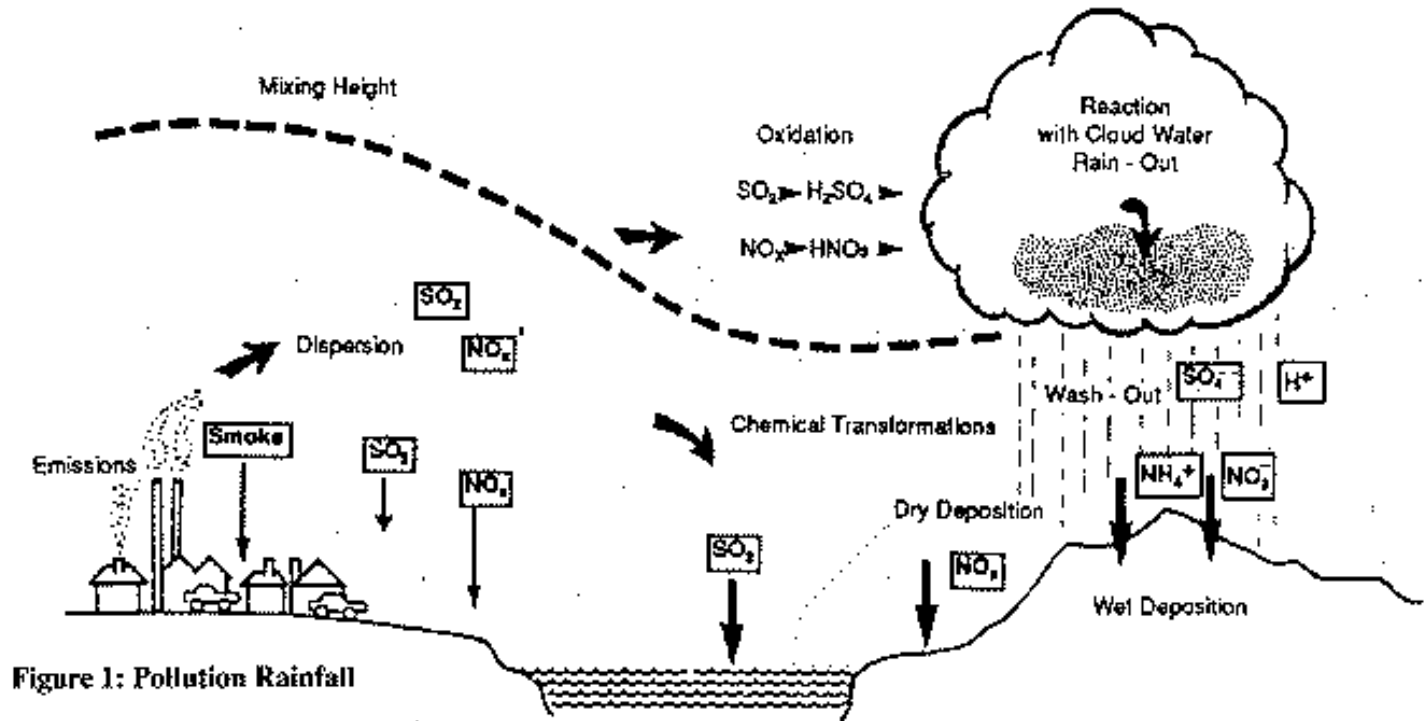 Mixing Height
Oxidation
SO₂ ► H₂SO₄ ►
NOₓ ► HNO₃ ►
Reaction
with Cloud Water
Rain - Out
SO₂
NOₓ
Dispersion
Emissions
Smoke
SO₂
NOₓ
Chemical Transformations
Wash - Out
SO₄⁻⁻
H⁺
NH₄⁺
NO₃⁻
Dry Deposition
SO₂
NOₓ
Wet Deposition
Figure 1: Pollution Rainfall